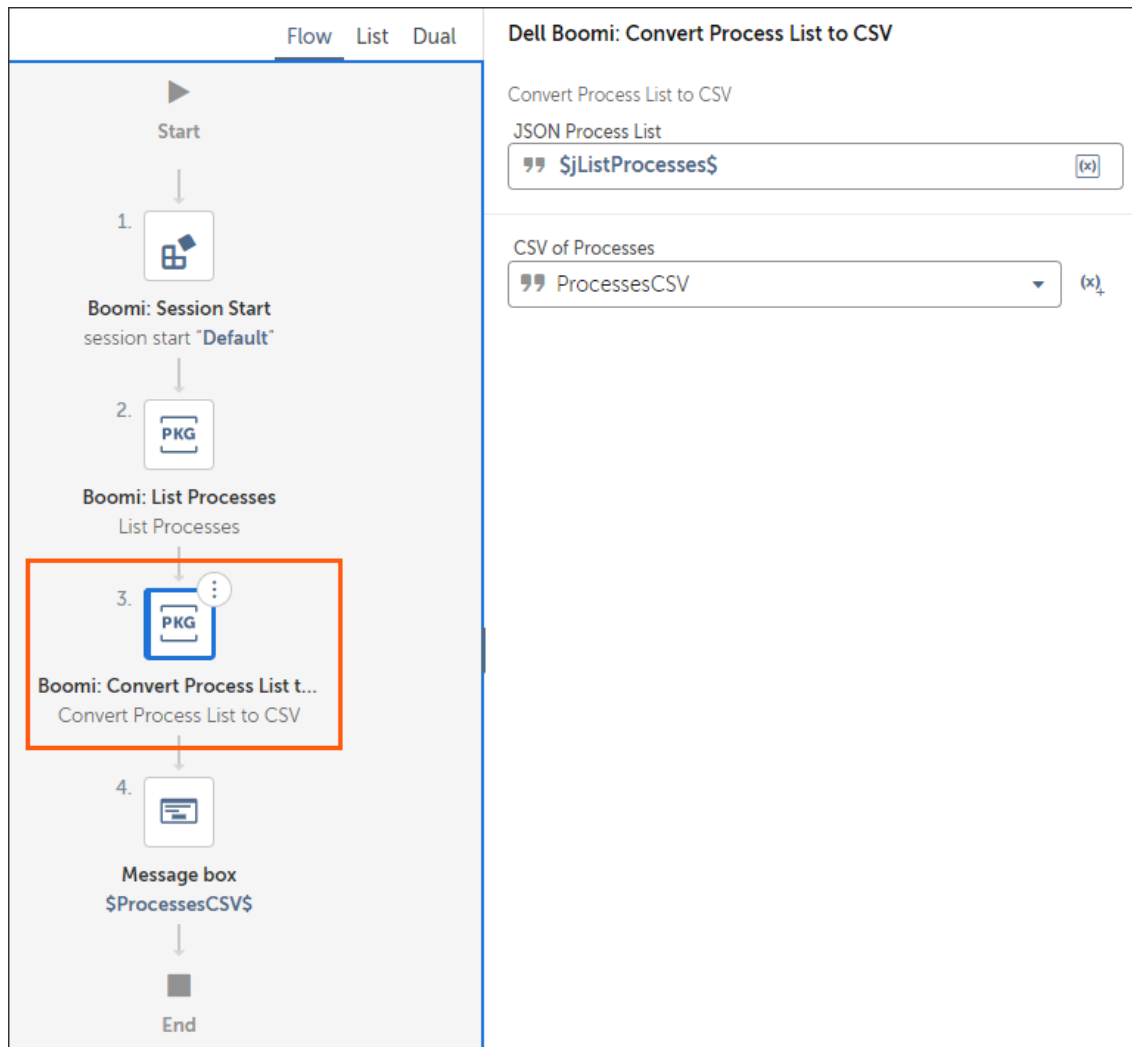 Flow List Dual
Start
1.
Boomi: Session Start
session start "Default"
2.
PKG
Boomi: List Processes
List Processes
3.
PKG
Boomi: Convert Process List t...
Convert Process List to CSV
4.
Message box
$ProcessesCSV$
End
Dell Boomi: Convert Process List to CSV
Convert Process List to CSV
JSON Process List
$jListProcesses$
(x)
CSV of Processes
ProcessesCSV
(x)+